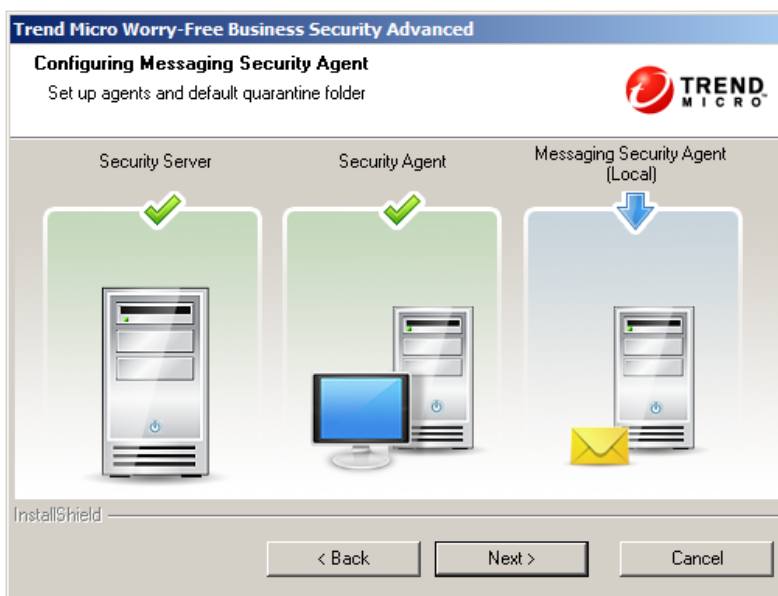 Trend Micro Worry-Free Business Security Advanced
Configuring Messaging Security Agent
Set up agents and default quarantine folder
TREND
MICRO
Security Server
Security Agent
Messaging Security Agent
(Local)
InstallShield
< Back
Next >
Cancel